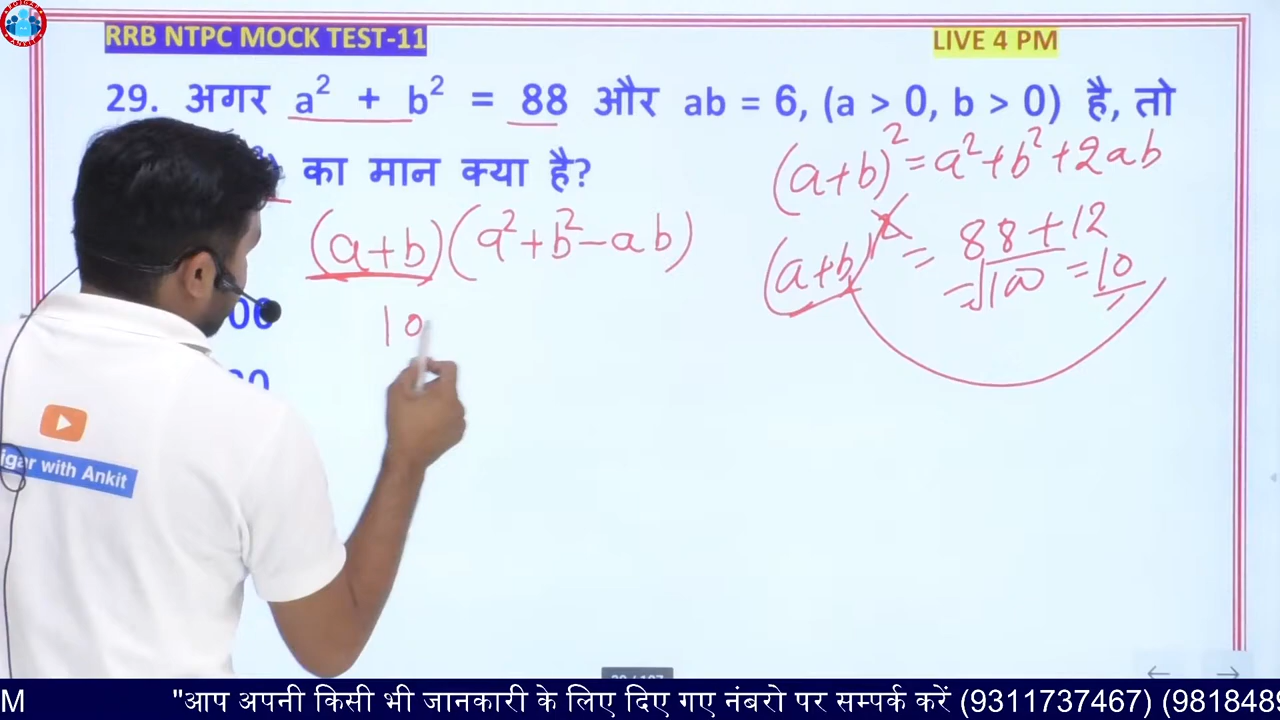 RRB NTPC MOCK TEST-11
LIVE 4 PM
29. अगर a² + b² = 88 और ab = 6, (a > 0, b > 0) है, तो
का मान क्या है?
(a+b)² = a²+b²+2ab
(a+b)(a²+b²-ab)
(a+b)² = 88+12
=√100 = 10
10
igar with Ankit
M "आप अपनी किसी भी जानकारी के लिए दिए गए नंबरो पर सम्पर्क करें (9311737467) (9818489